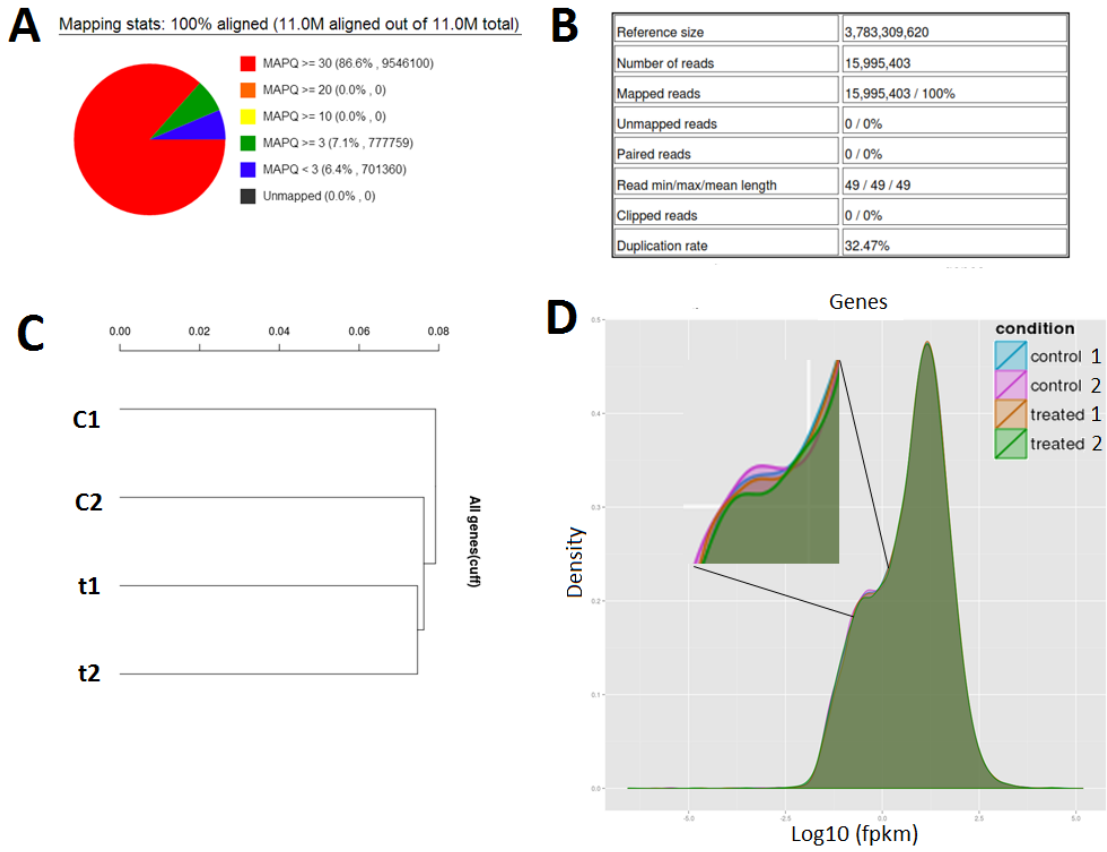 A
Mapping stats: 100% aligned (11.0M aligned out of 11.0M total)
MAPQ >= 30 (86.6% , 9546100)
MAPQ >= 20 (0.0% , 0)
MAPQ >= 10 (0.0% , 0)
MAPQ >= 3 (7.1% , 777759)
MAPQ < 3 (6.4% , 701360)
Unmapped (0.0% , 0)
B
Reference size 3,783,309,620
Number of reads 15,995,403
Mapped reads 15,995,403 / 100%
Unmapped reads 0 / 0%
Paired reads 0 / 0%
Read min/max/mean length 49 / 49 / 49
Clipped reads 0 / 0%
Duplication rate 32.47%
C
0.00 0.02 0.04 0.06 0.08
C1
C2
t1
t2
All genes(cuff)
D
Genes
condition
control 1
control 2
treated 1
treated 2
Density
0.5
0.4
0.3
0.2
0.1
0.0
-5.0 -2.5 0.0 2.5 5.0
Log10 (fpkm)